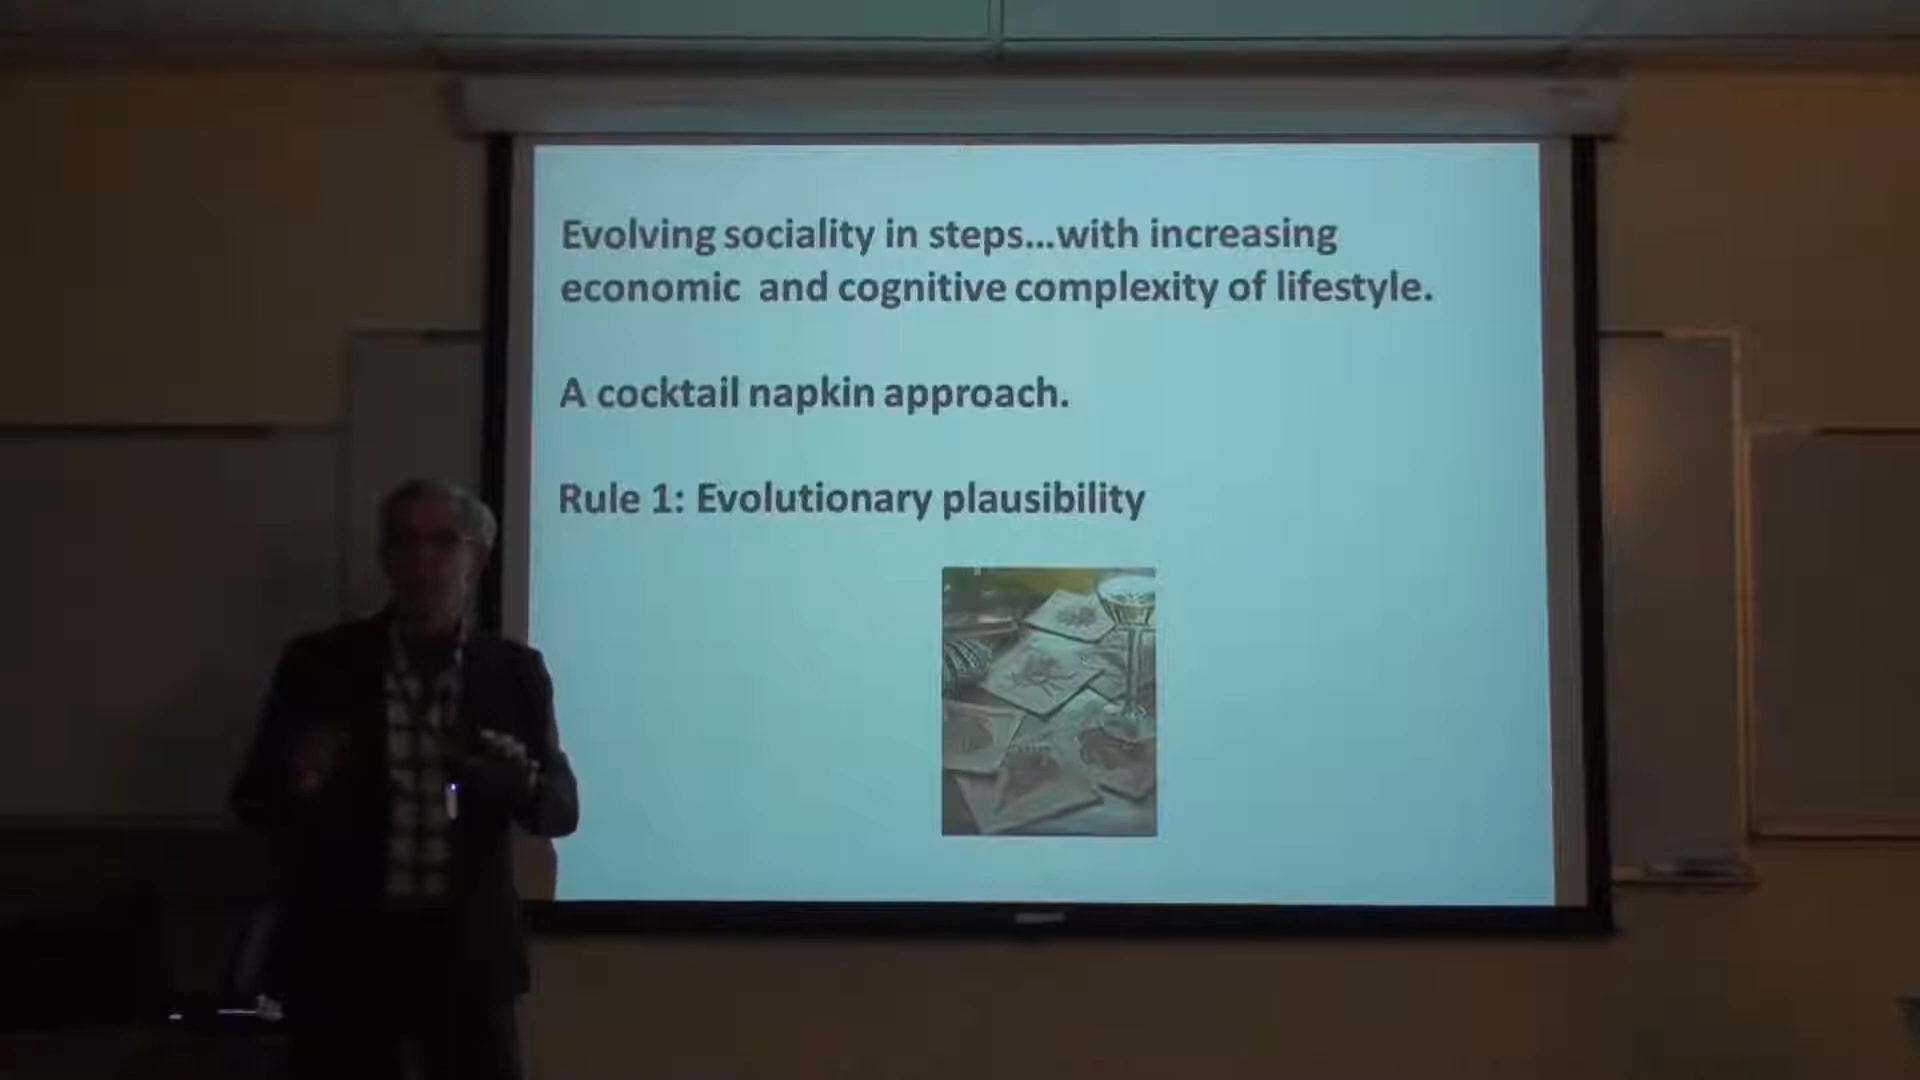 Evolving sociality in steps...with increasing
economic and cognitive complexity of lifestyle.
A cocktail napkin approach.
Rule 1: Evolutionary plausibility